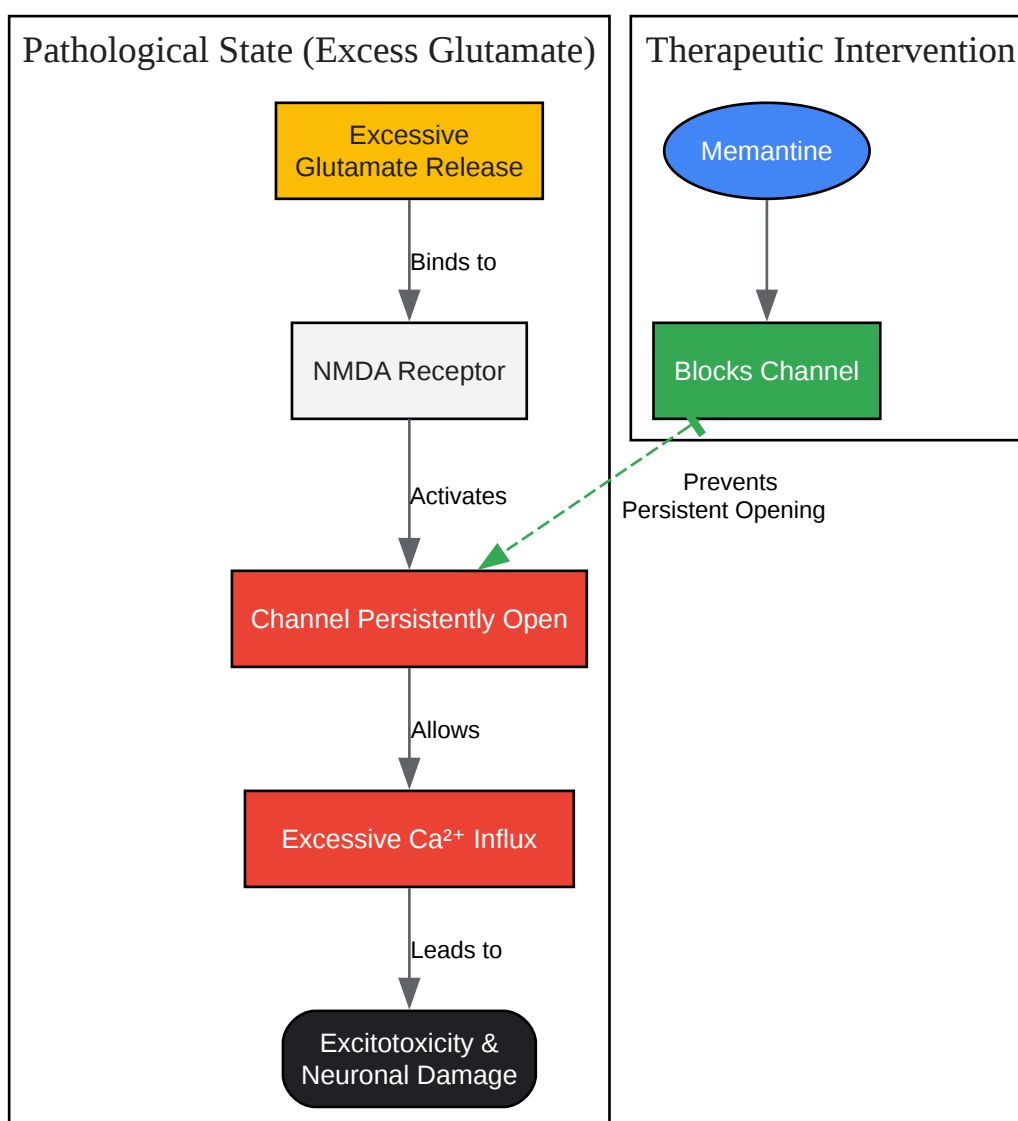 Pathological State (Excess Glutamate)
Excessive
Glutamate Release
Binds to
NMDA Receptor
Activates
Channel Persistently Open
Allows
Excessive Ca²⁺ Influx
Leads to
Excitotoxicity &
Neuronal Damage
Therapeutic Intervention
Memantine
Blocks Channel
Prevents
Persistent Opening